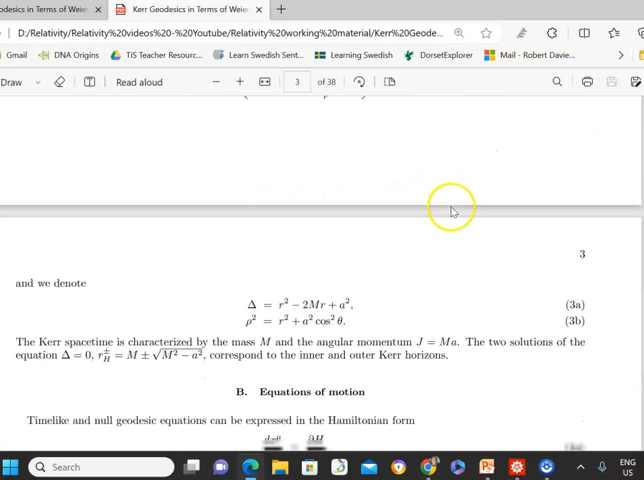 odesics in Terms of Weier
Kerr Geodesics in Terms of Weier
D:/Relativity/Relativity%20videos%20-%20Youtube/Relativity%20working%20material/Kerr%20Geode...
Gmail DNA Origins TiS Teacher Resourc... Learn Swedish Sent... Learning Swedish DorsetExplorer Mail - Robert Davie...
Draw Read aloud 3 of 38
3
and we denote
Δ = r² − 2Mr + a², (3a)
ρ² = r² + a² cos² θ. (3b)
The Kerr spacetime is characterized by the mass M and the angular momentum J = Ma. The two solutions of the
equation Δ = 0, r±H = M ± √M² − a², correspond to the inner and outer Kerr horizons.
B. Equations of motion
Timelike and null geodesic equations can be expressed in the Hamiltonian form
∂H
Search ENG
US